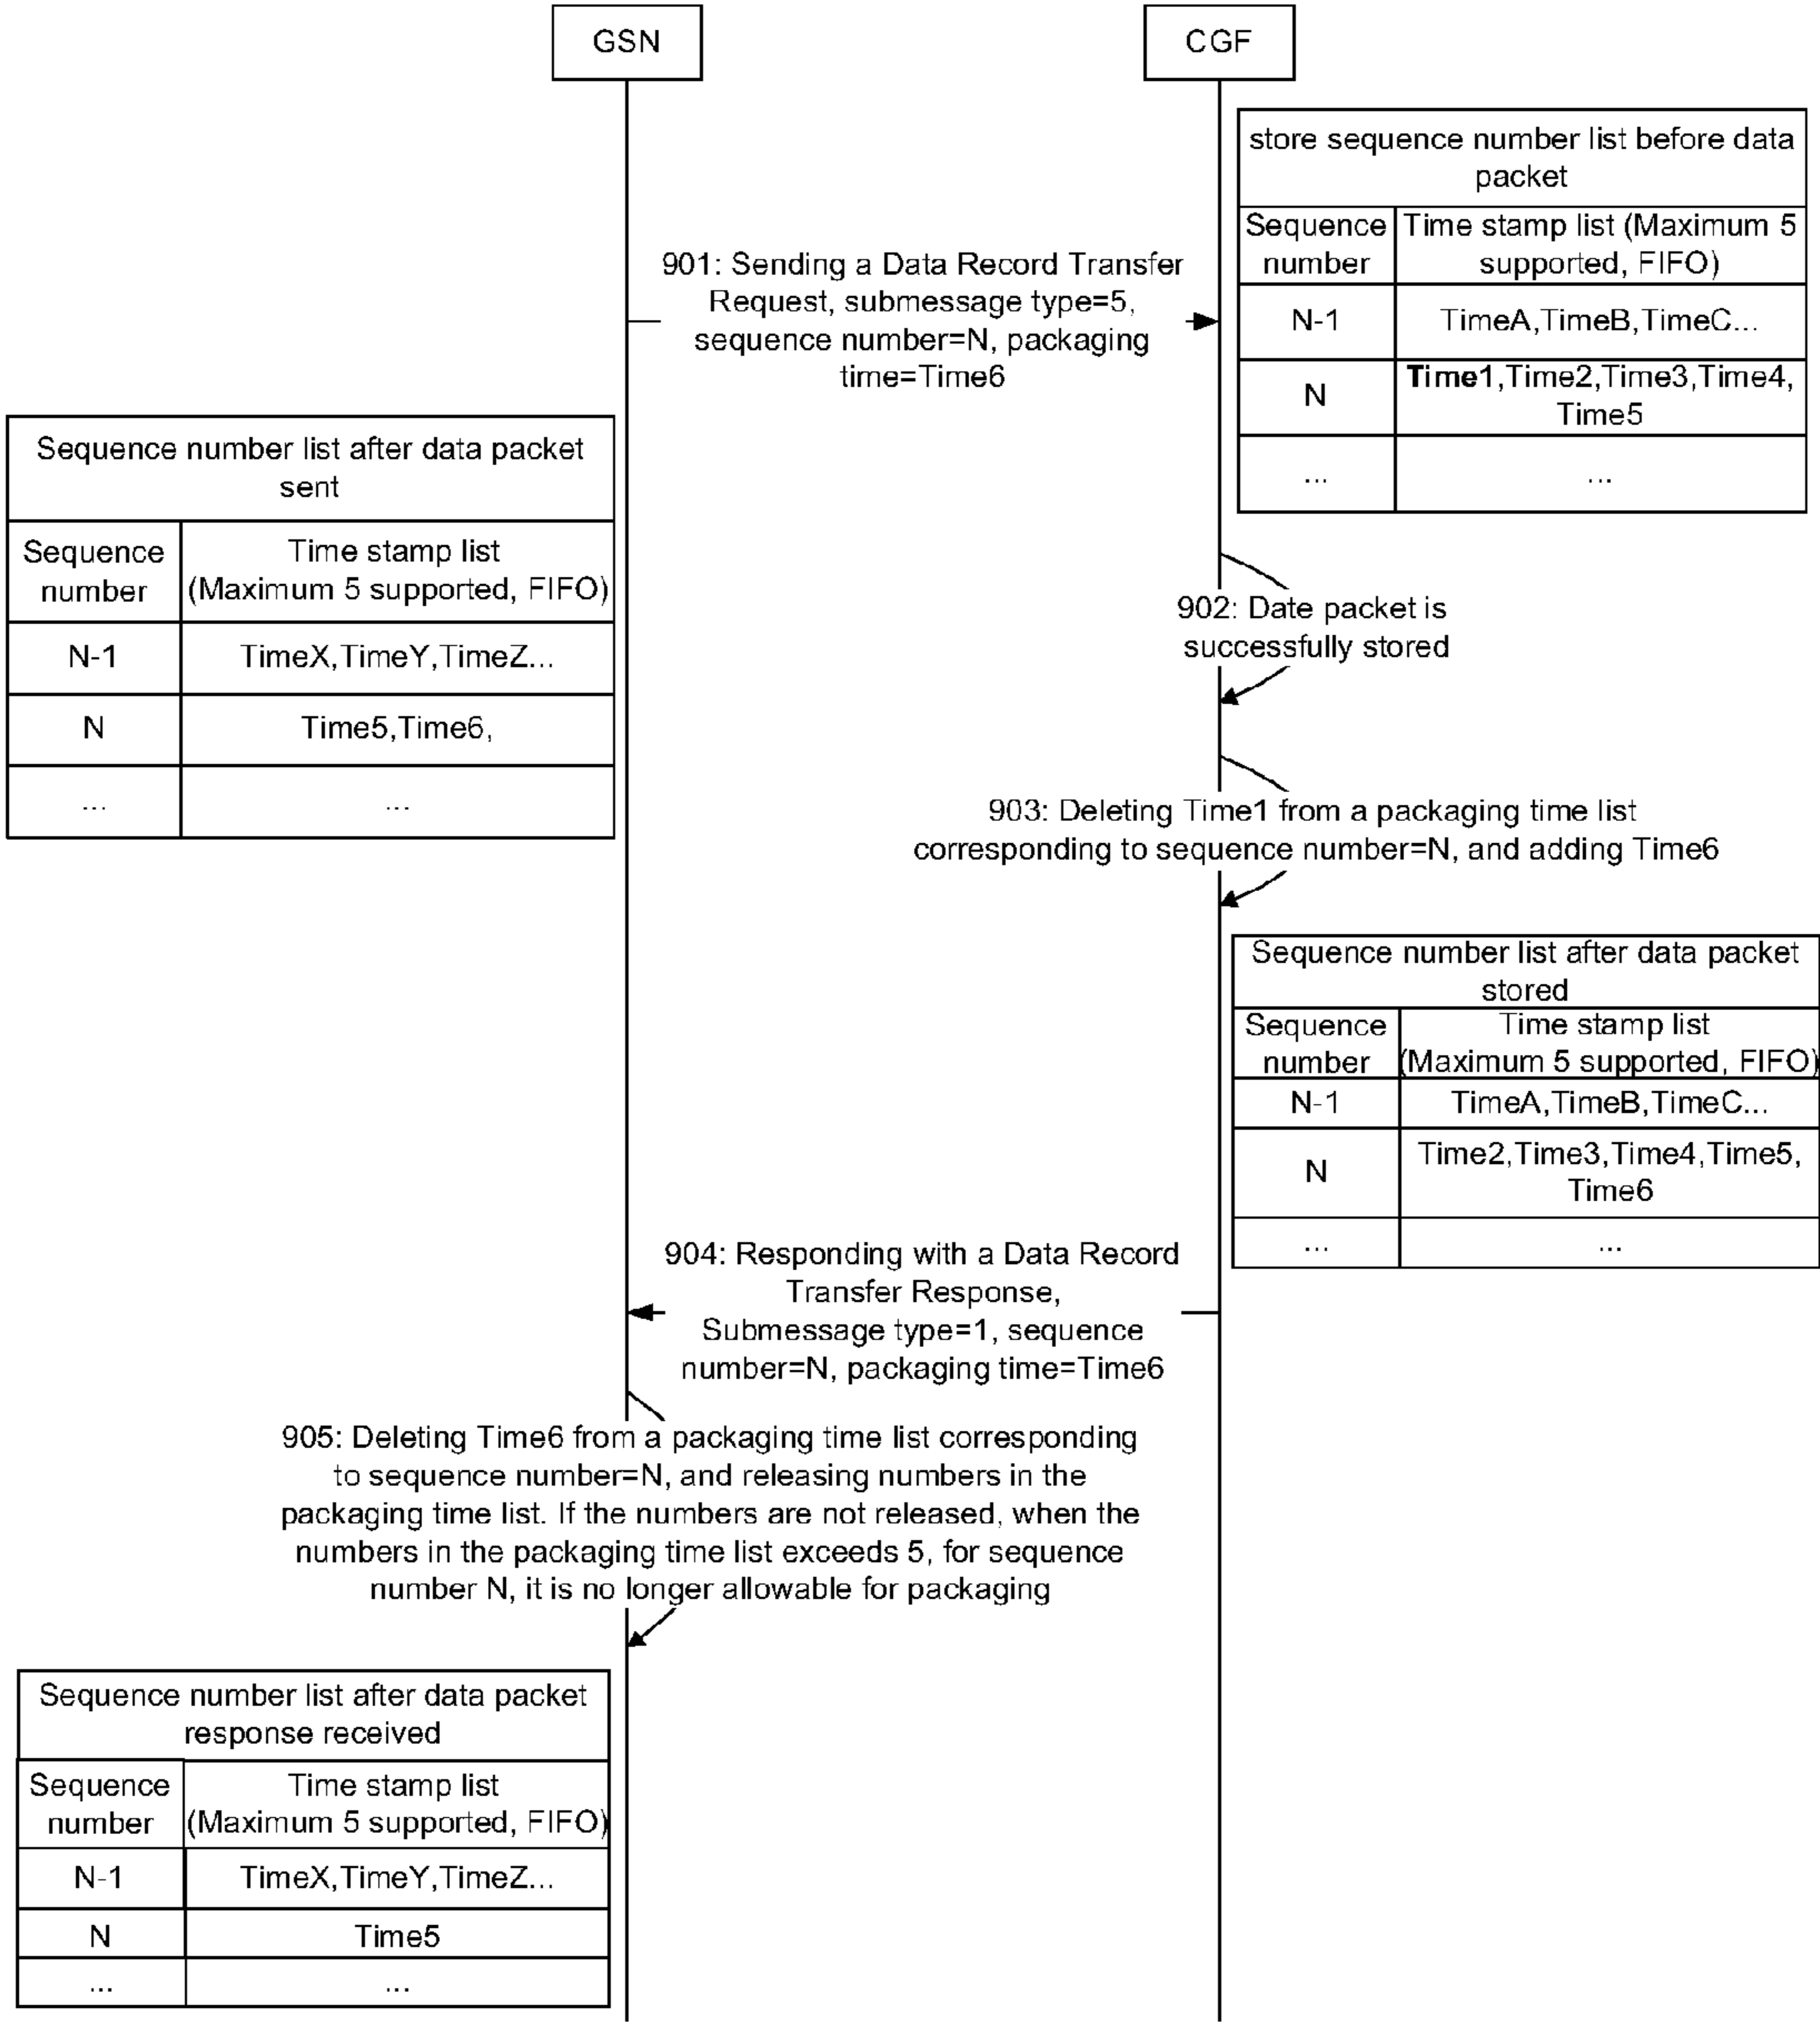 GSN
CGF
store sequence number list before data
packet
Sequence
number
Time stamp list (Maximum 5
supported, FIFO)
N-1
TimeA,TimeB,TimeC...
N
Time1,Time2,Time3,Time4,
Time5
...
...
901: Sending a Data Record Transfer
Request, submessage type=5,
sequence number=N, packaging
time=Time6
Sequence number list after data packet
sent
Sequence
number
Time stamp list
(Maximum 5 supported, FIFO)
N-1
TimeX,TimeY,TimeZ...
N
Time5,Time6,
...
...
902: Date packet is
successfully stored
903: Deleting Time1 from a packaging time list
corresponding to sequence number=N, and adding Time6
Sequence number list after data packet
stored
Sequence
number
Time stamp list
(Maximum 5 supported, FIFO)
N-1
TimeA,TimeB,TimeC...
N
Time2,Time3,Time4,Time5,
Time6
...
...
904: Responding with a Data Record
Transfer Response,
Submessage type=1, sequence
number=N, packaging time=Time6
905: Deleting Time6 from a packaging time list corresponding
to sequence number=N, and releasing numbers in the
packaging time list. If the numbers are not released, when the
numbers in the packaging time list exceeds 5, for sequence
number N, it is no longer allowable for packaging
Sequence number list after data packet
response received
Sequence
number
Time stamp list
(Maximum 5 supported, FIFO)
N-1
TimeX,TimeY,TimeZ...
N
Time5
...
...